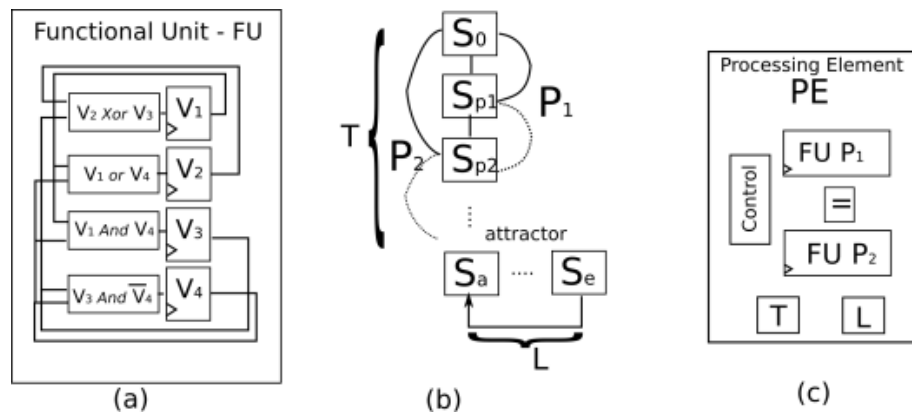 Functional Unit - FU
V₂ Xor V₃
V₁
V₁ or V₄
V₂
V₁ And V₄
V₃
V₃ And V̅₄
V₄
(a)
S₀
Sₚ₁
P₁
T
P₂
Sₚ₂
attractor
Sₐ
Sₑ
L
(b)
Processing Element
PE
Control
FU P₁
=
FU P₂
T
L
(c)